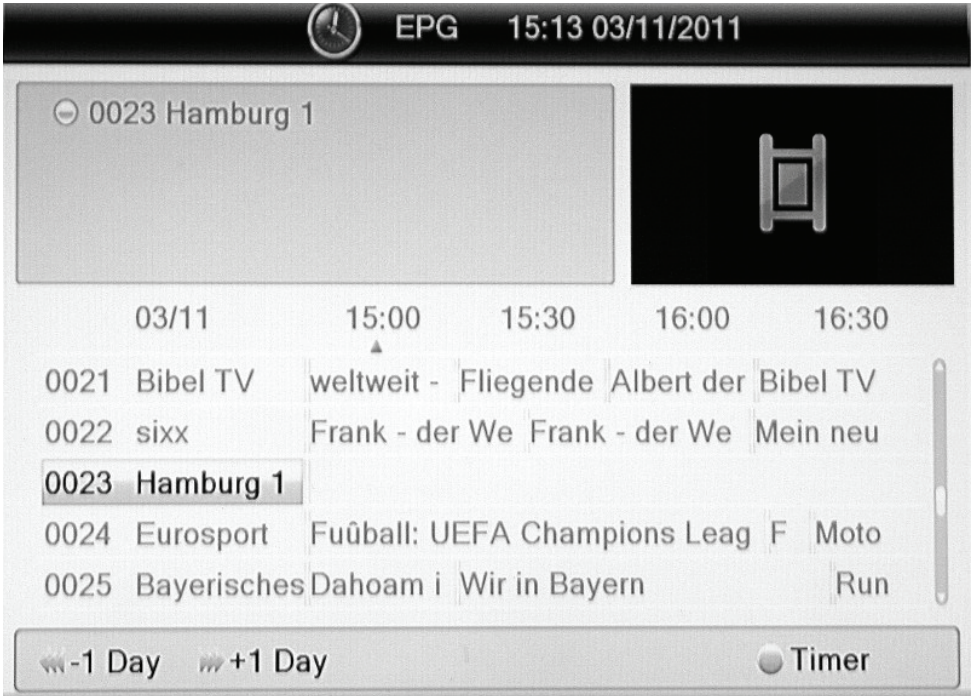 EPG 15:13 03/11/2011
0023 Hamburg 1
03/11 15:00 15:30 16:00 16:30
0021 Bibel TV weltweit - Fliegende Albert der Bibel TV
0022 sixx Frank - der We Frank - der We Mein neu
0023 Hamburg 1
0024 Eurosport Fuûball: UEFA Champions Leag F Moto
0025 Bayerisches Dahoam i Wir in Bayern Run
-1 Day +1 Day Timer